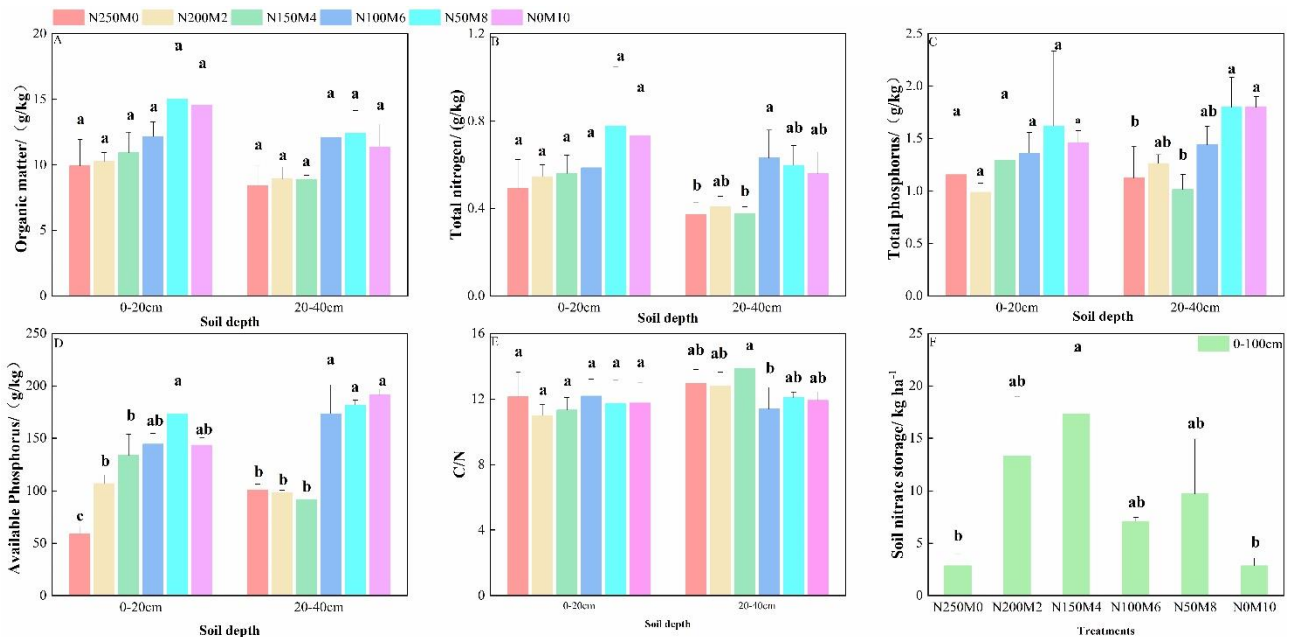 N250M0 N200M2 N150M4 N100M6 N50M8 N0M10
A
Organic matter/（g/kg）
20
15
10
5
0
a a a a a a
a a a a a a
0-20cm 20-40cm
Soil depth
B
Total nitrogen/ (g/kg)
1.2
0.8
0.4
0.0
a a a a a a
b ab b a ab ab
0-20cm 20-40cm
Soil depth
C
Total phosphorus/（g/kg）
2.5
2.0
1.5
1.0
0.5
0.0
a a a a a a
b ab b ab a a
0-20cm 20-40cm
Soil depth
D
Available Phosphorus/（g/kg）
250
200
150
100
50
0
c b b ab a ab
b b b a a a
0-20cm 20-40cm
Soil depth
E
C/N
16
12
8
4
0
a a a a a a
ab ab a b ab ab
0-20cm 20-40cm
Soil depth
F
0-100cm
Soil nitrate storage/ kg ha⁻¹
25
20
15
10
5
0
b ab a ab ab b
N250M0 N200M2 N150M4 N100M6 N50M8 N0M10
Treatments